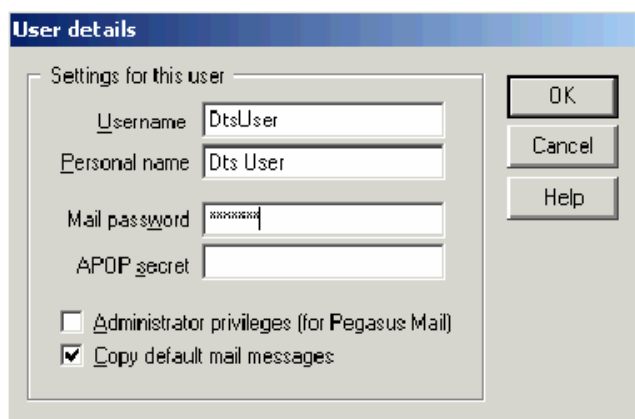 User details
Settings for this user
Username DtsUser
Personal name Dts User
Mail password *******
APOP secret
Administrator privileges (for Pegasus Mail)
Copy default mail messages
OK
Cancel
Help